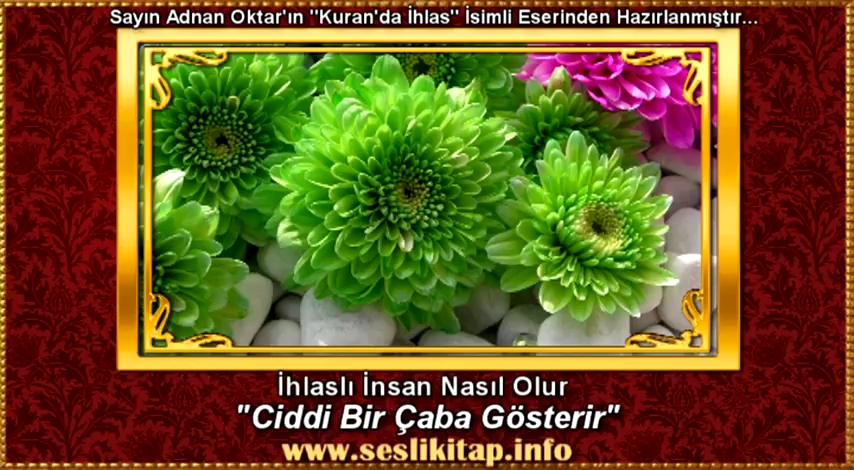 Sayın Adnan Oktar'ın "Kuran'da İhlas" İsimli Eserinden Hazırlanmıştır...
İhlaslı İnsan Nasıl Olur
"Ciddi Bir Çaba Gösterir"
www.seslikitap.info